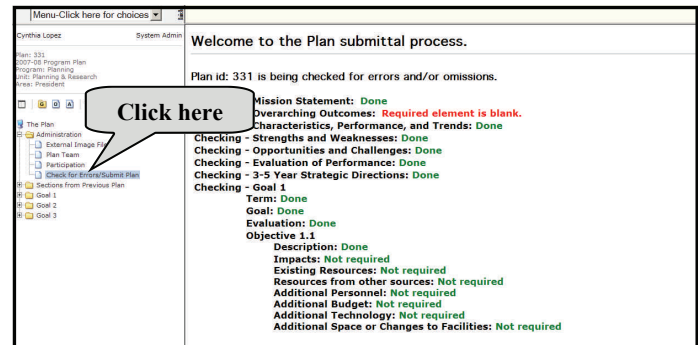 Menu-Click here for choices
Cynthia Lopez System Admin
Plan: 331
2007-08 Program Plan
Program: Planning
Unit: Planning & Research
Area: President
G A
The Plan
Administration
External Image Fil
Plan Team
Participation
Check for Errors/Submit Plan
Sections from Previous Plan
Goal 1
Goal 2
Goal 3
Click here
Welcome to the Plan submittal process.
Plan id: 331 is being checked for errors and/or omissions.
Mission Statement: Done
Overarching Outcomes: Required element is blank.
Characteristics, Performance, and Trends: Done
Checking - Strengths and Weaknesses: Done
Checking - Opportunities and Challenges: Done
Checking - Evaluation of Performance: Done
Checking - 3-5 Year Strategic Directions: Done
Checking - Goal 1
Term: Done
Goal: Done
Evaluation: Done
Objective 1.1
Description: Done
Impacts: Not required
Existing Resources: Not required
Resources from other sources: Not required
Additional Personnel: Not required
Additional Budget: Not required
Additional Technology: Not required
Additional Space or Changes to Facilities: Not required